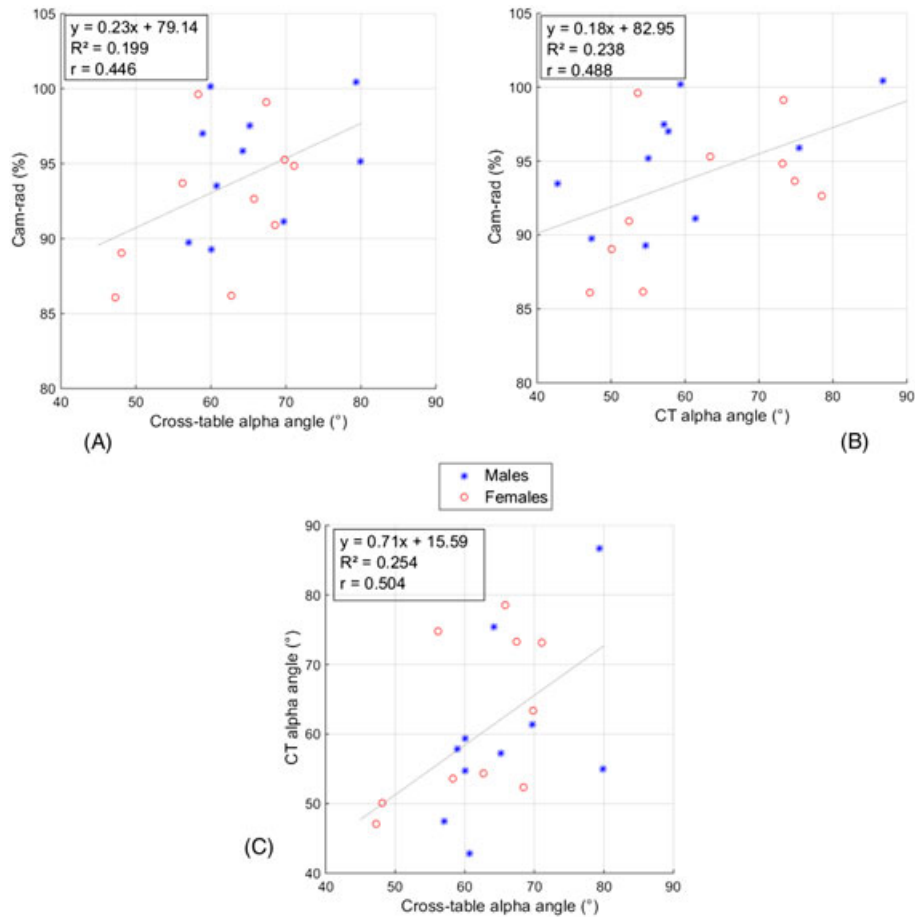 y = 0.23x + 79.14
R² = 0.199
r = 0.446
105
100
95
90
85
80
Cam-rad (%)
40 50 60 70 80 90
Cross-table alpha angle (°)
(A)
y = 0.18x + 82.95
R² = 0.238
r = 0.488
105
100
95
90
85
80
Cam-rad (%)
40 50 60 70 80 90
CT alpha angle (°)
(B)
Males
Females
y = 0.71x + 15.59
R² = 0.254
r = 0.504
90
80
70
60
50
40
CT alpha angle (°)
40 50 60 70 80 90
Cross-table alpha angle (°)
(C)